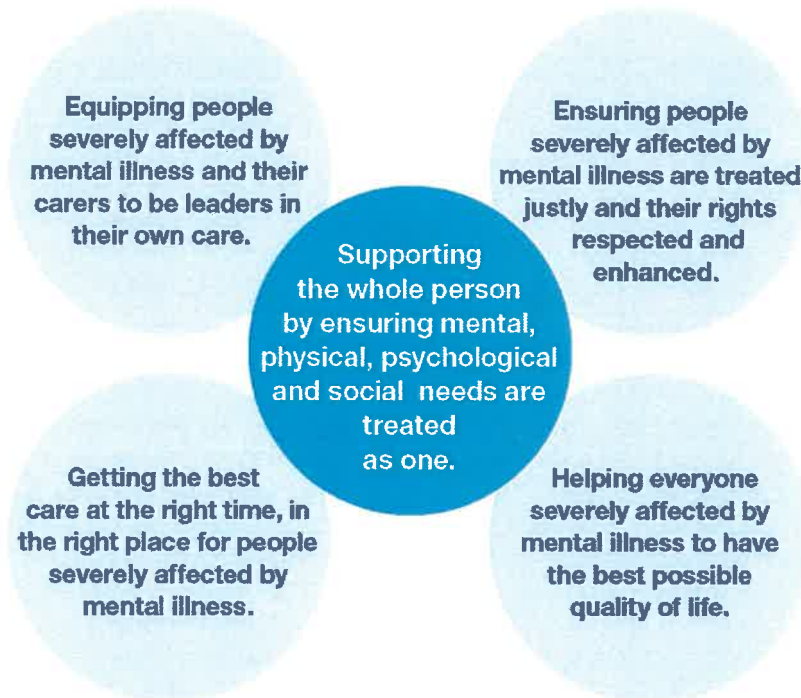 Equipping people
severely affected by
mental illness and their
carers to be leaders in
their own care.
Ensuring people
severely affected by
mental illness are treated
justly and their rights
respected and
enhanced.
Supporting
the whole person
by ensuring mental,
physical, psychological
and social needs are
treated
as one.
Getting the best
care at the right time, in
the right place for people
severely affected by
mental illness.
Helping everyone
severely affected by
mental illness to have
the best possible
quality of life.